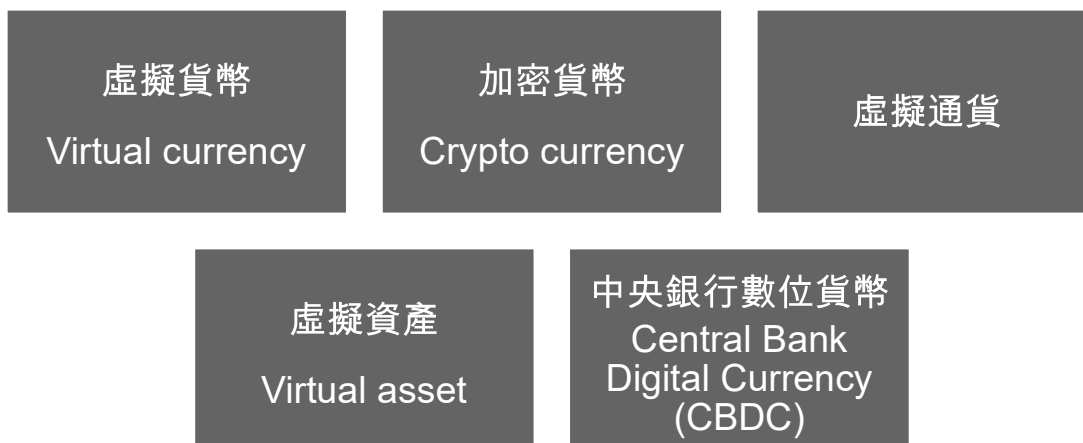 虛擬貨幣
Virtual currency
加密貨幣
Crypto currency
虛擬通貨
虛擬資產
Virtual asset
中央銀行數位貨幣
Central Bank
Digital Currency
(CBDC)